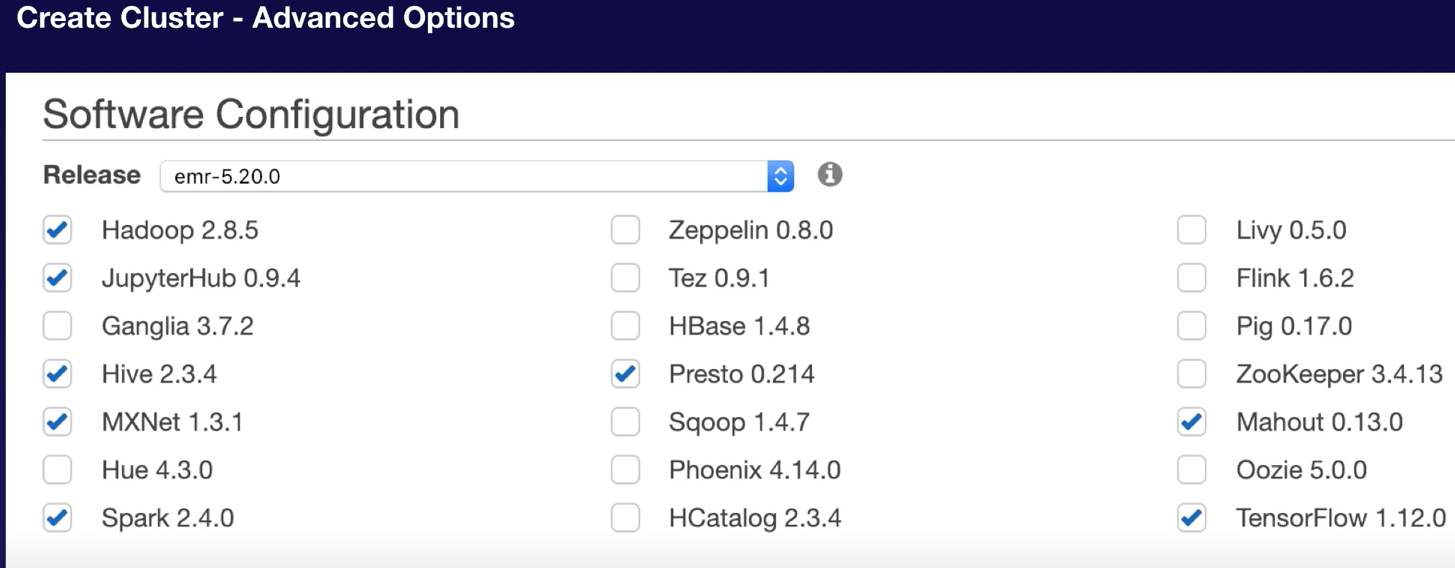 Create Cluster - Advanced Options
Software Configuration
Release emr-5.20.0
Hadoop 2.8.5 Zeppelin 0.8.0 Livy 0.5.0
JupyterHub 0.9.4 Tez 0.9.1 Flink 1.6.2
Ganglia 3.7.2 HBase 1.4.8 Pig 0.17.0
Hive 2.3.4 Presto 0.214 ZooKeeper 3.4.13
MXNet 1.3.1 Sqoop 1.4.7 Mahout 0.13.0
Hue 4.3.0 Phoenix 4.14.0 Oozie 5.0.0
Spark 2.4.0 HCatalog 2.3.4 TensorFlow 1.12.0